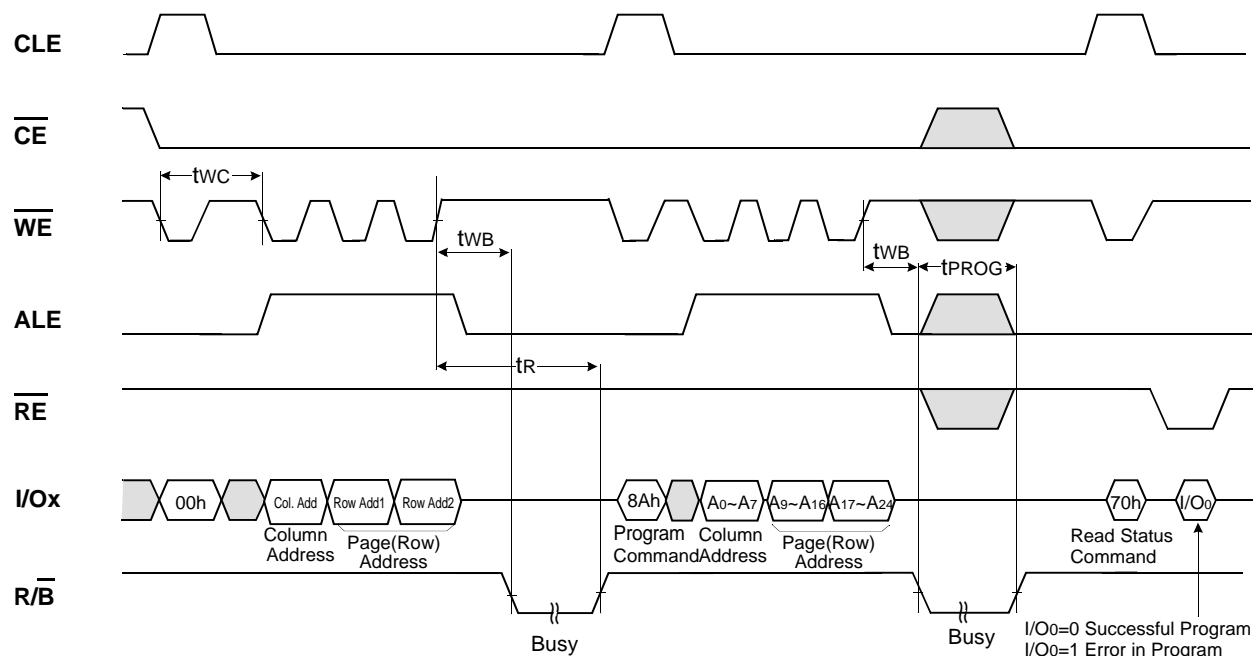 CLE
CE
tWC
WE
tWB
tWB
tPROG
ALE
tR
RE
I/Ox
00h
Col. Add
Row Add1
Row Add2
8Ah
A0~A7
A9~A16
A17~A24
70h
I/O0
Column
Address
Page(Row)
Address
Program
Command
Column
Address
Page(Row)
Address
Read Status
Command
R/B
Busy
Busy
I/O0=0 Successful Program
I/O0=1 Error in Program